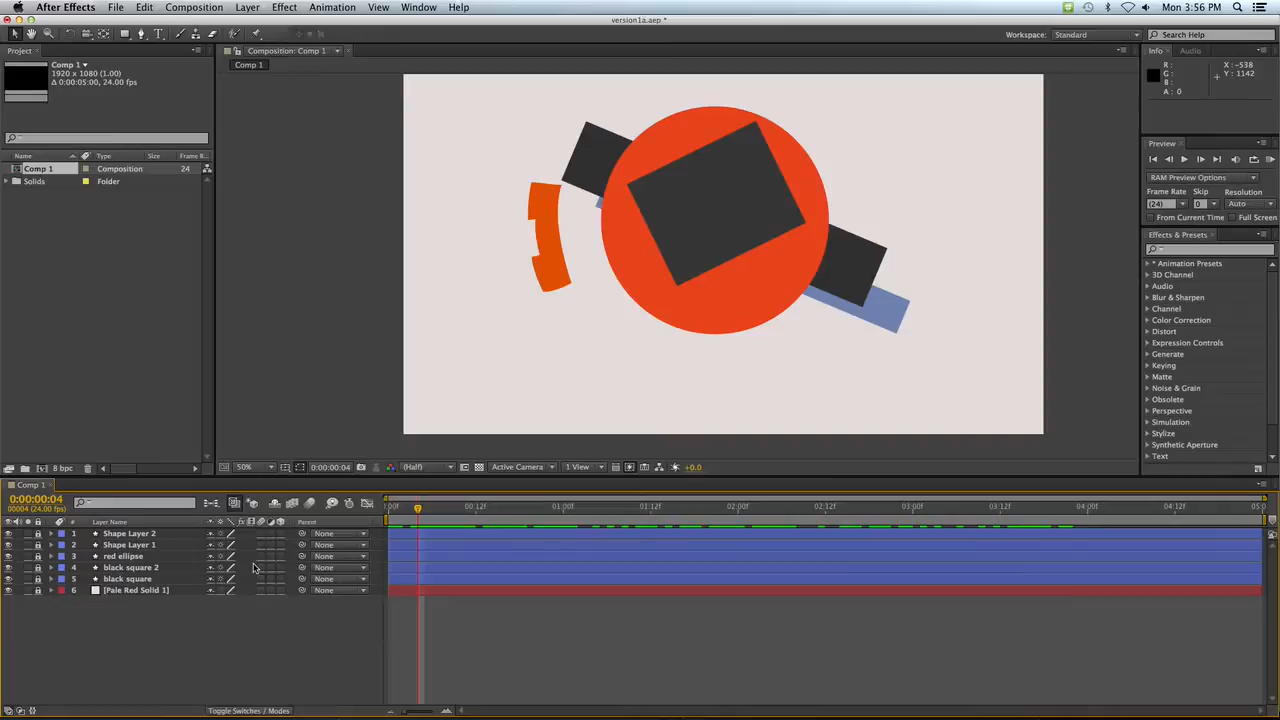 After Effects File Edit Composition Layer Effect Animation View Window Help Mon 3:56 PM
version1a.aep *
Workspace: Standard Search Help
Project Composition: Comp 1 Info Audio
Comp 1 Comp 1 R: X: -538
1920 x 1080 (1.00) G: Y: 1142
Δ 0:00:05:00, 24.00 fps B:
A: 0
Preview
Name Type Size Frame R...
Comp 1 Composition 24
Solids Folder
RAM Preview Options
Frame Rate Skip Resolution
(24) 0 Auto
From Current Time Full Screen
Effects & Presets
* Animation Presets
3D Channel
Audio
Blur & Sharpen
Channel
Color Correction
Distort
Expression Controls
Generate
Keying
Matte
Noise & Grain
Obsolete
Perspective
Simulation
Stylize
Synthetic Aperture
Text
8 bpc 50% 0:00:00:04 (Half) Active Camera 1 View +0.0
Comp 1
0:00:00:04
00004 (24.00 fps)
:00f 00:12f 01:00f 01:12f 02:00f 02:12f 03:00f 03:12f 04:00f 04:12f 05:0
# Layer Name Parent
1 Shape Layer 2 None
2 Shape Layer 1 None
3 red ellipse None
4 black square 2 None
5 black square None
6 [Pale Red Solid 1] None
Toggle Switches / Modes